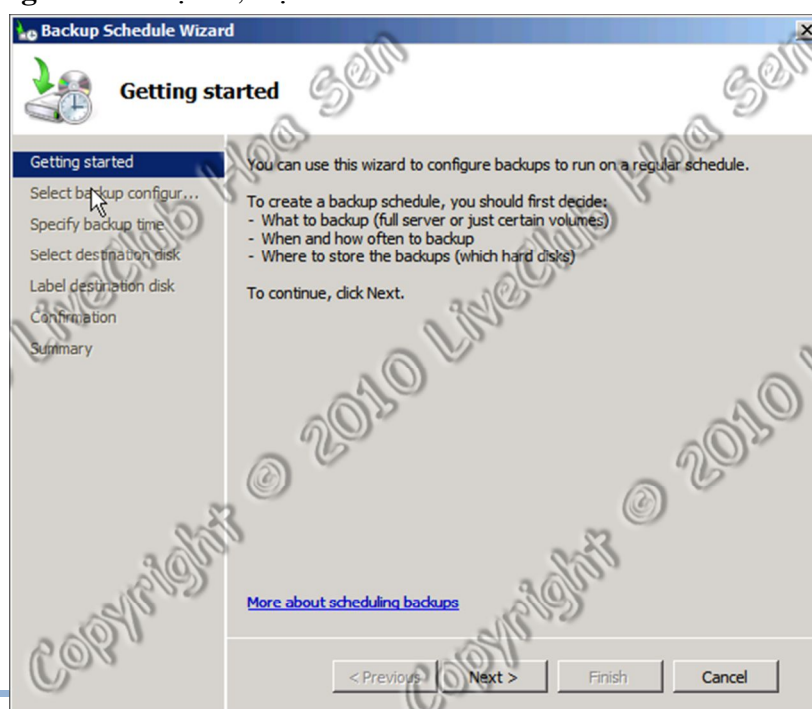 Backup Schedule Wizard
Getting started
Getting started
Select backup configur...
Specify backup time
Select destination disk
Label destination disk
Confirmation
Summary
You can use this wizard to configure backups to run on a regular schedule.
To create a backup schedule, you should first decide:
- What to backup (full server or just certain volumes)
- When and how often to backup
- Where to store the backups (which hard disks)
To continue, click Next.
More about scheduling backups
< Previous
Next >
Finish
Cancel
Copyright © 2010 LiveClub Hoa Sen
Copyright © 2010
LiveClub Hoa Sen